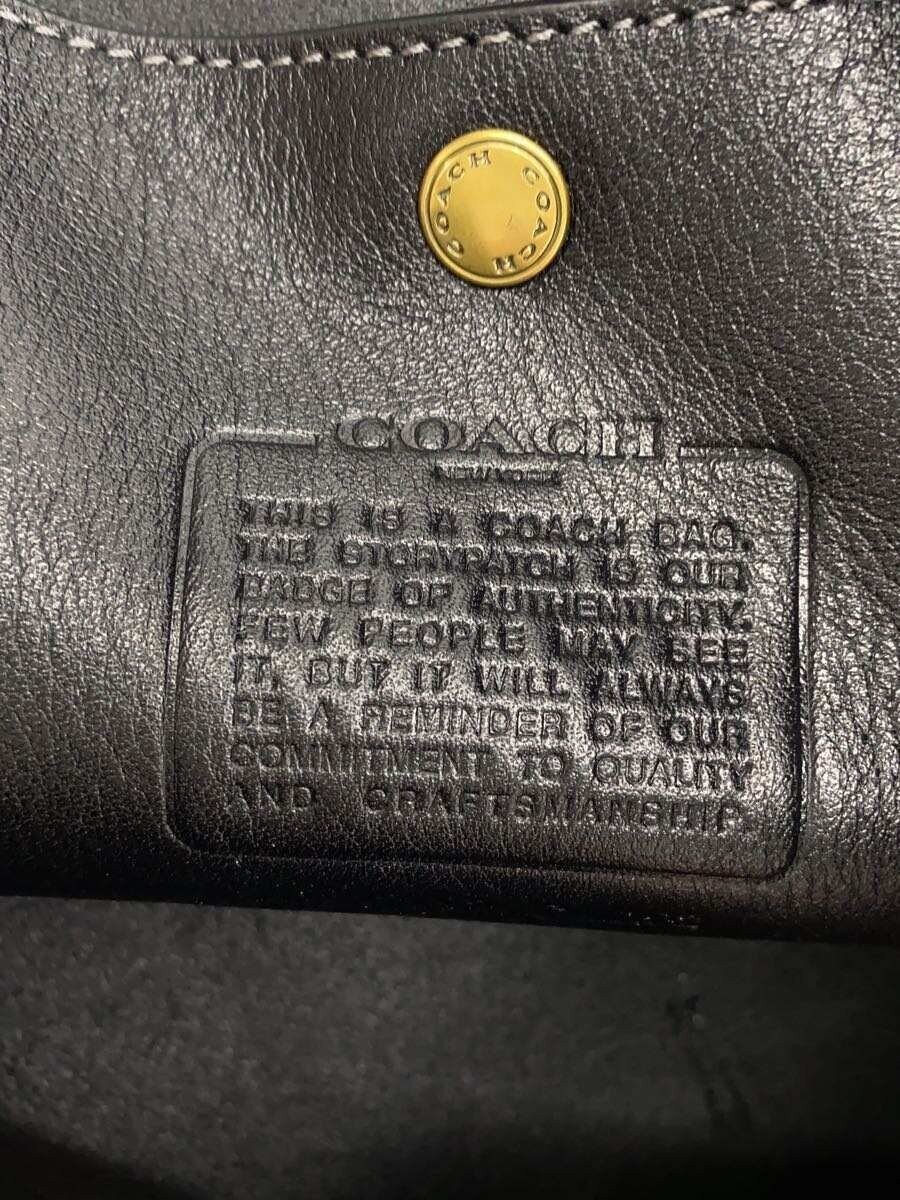 COACH COACH COACH
COACH
NEW YORK
THIS IS A COACH BAG.
THE STORYPATCH IS OUR
BADGE OF AUTHENTICITY.
FEW PEOPLE MAY SEE
IT, BUT IT WILL ALWAYS
BE A REMINDER OF OUR
COMMITMENT TO QUALITY
AND CRAFTSMANSHIP.